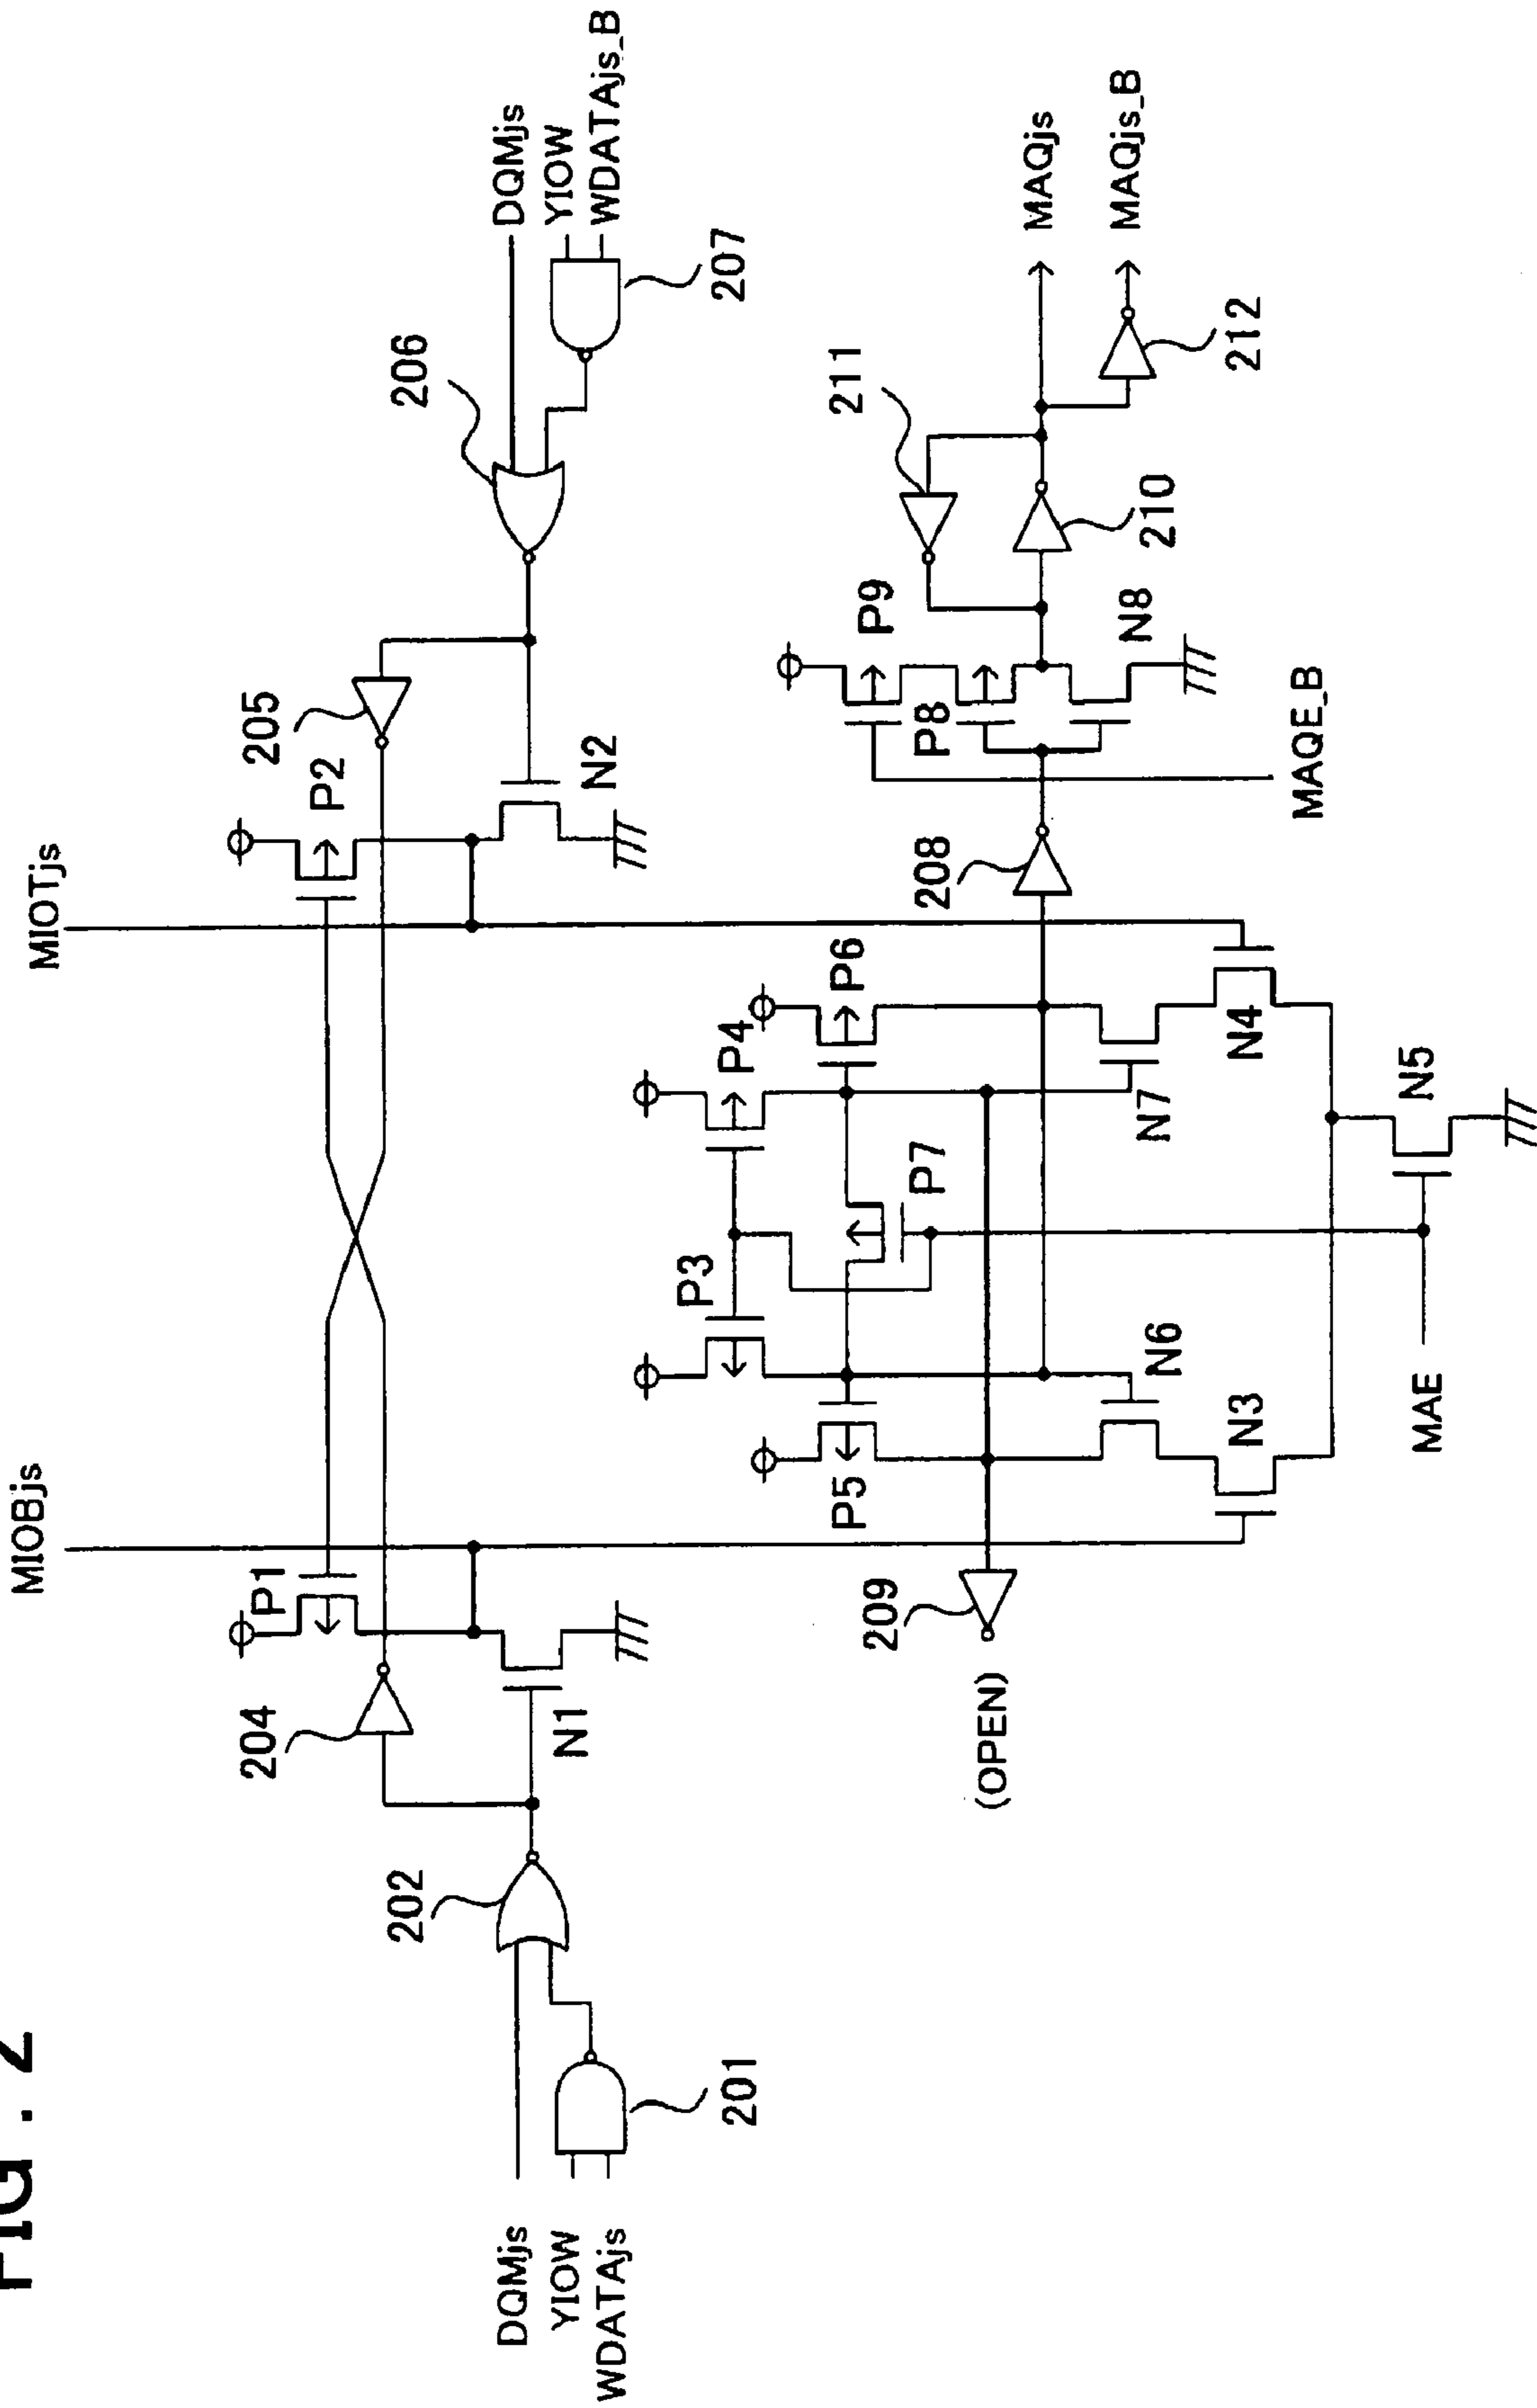 FIG. 2
MIOBjs
MIOTjs
P1
P2
204
205
N1
N2
202
206
DQMjs
YIOW
WDATAjs
201
DQMjs
YIOW
WDATAjs_B
207
P3
P4
P5
P6
P7
209
(OPEN)
208
N6
N7
N3
N4
MAE
N5
P9
P8
N8
MAQE_B
211
210
MAQjs
MAQjs_B
212